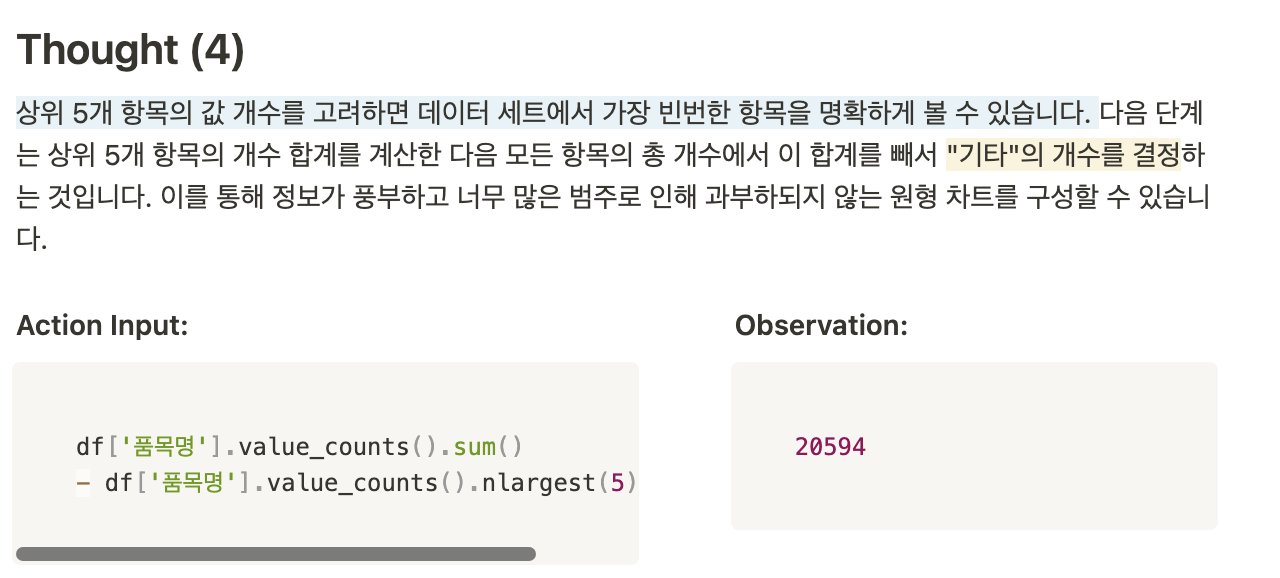 Thought (4)
상위 5개 항목의 값 개수를 고려하면 데이터 세트에서 가장 빈번한 항목을 명확하게 볼 수 있습니다. 다음 단계
는 상위 5개 항목의 개수 합계를 계산한 다음 모든 항목의 총 개수에서 이 합계를 빼서 "기타"의 개수를 결정하
는 것입니다. 이를 통해 정보가 풍부하고 너무 많은 범주로 인해 과부하되지 않는 원형 차트를 구성할 수 있습니
다.
Action Input:
df['품목명'].value_counts().sum()
- df['품목명'].value_counts().nlargest(5)
Observation:
20594